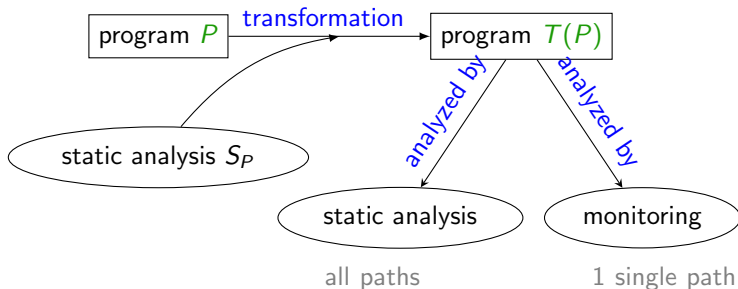 transformation
program P
program T(P)
analyzed by
analyzed by
static analysis S_P
static analysis
monitoring
all paths
1 single path